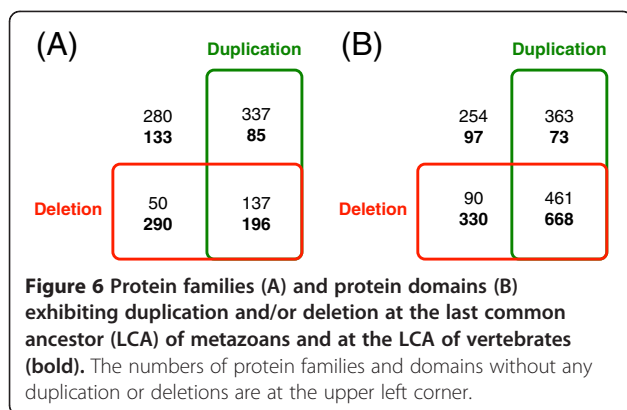 (A)
Duplication
280
133
337
85
Deletion
50
290
137
196
(B)
Duplication
254
97
363
73
Deletion
90
330
461
668
Figure 6 Protein families (A) and protein domains (B)
exhibiting duplication and/or deletion at the last common
ancestor (LCA) of metazoans and at the LCA of vertebrates
(bold). The numbers of protein families and domains without any
duplication or deletions are at the upper left corner.